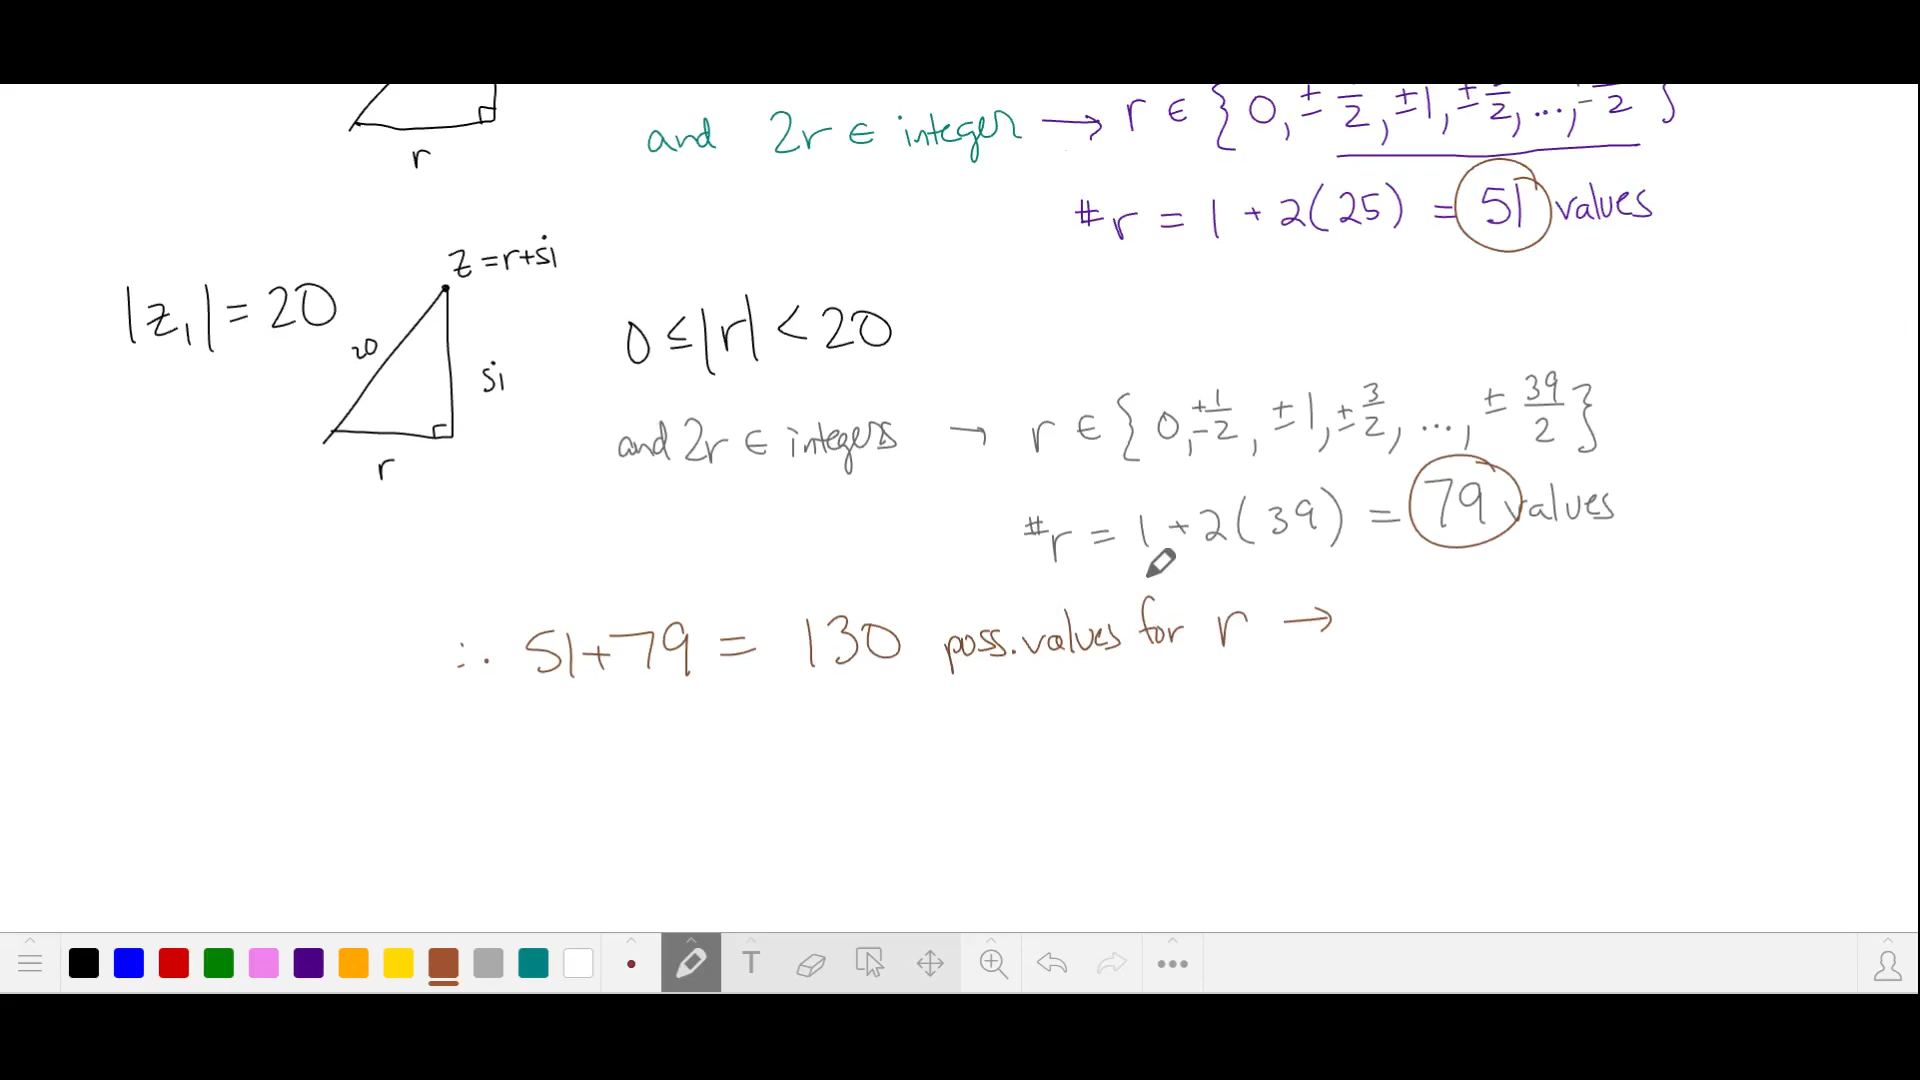 r ∈ {0, ± /2, ±1, ± /2, ..., - /2}
and 2r ∈ integer →
r
#r = 1 + 2(25) = 51 values
z = r+si
|z₁| = 20
20
0 ≤ |r| < 20
si
and 2r ∈ integers → r ∈ {0, ±1/2, ±1, ±3/2, ..., ±39/2}
r
#r = 1 + 2(39) = 79 values
∴ 51+79 = 130 poss. values for r →
T